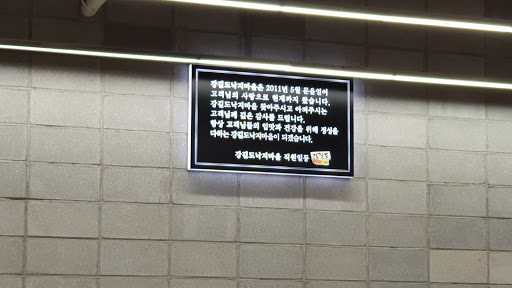 강길도낙지마을은 2011년 5월 문을열어
고객님의 사랑으로 현재까지 왔습니다.
강길도낙지마을 찾아주시고 아껴주시는
고객님께 깊은 감사를 드립니다.
항상 고객님들의 입맛과 건강을 위해 정성을
다하는 강길도낙지마을이 되겠습니다.
강길도낙지마을 직원일동